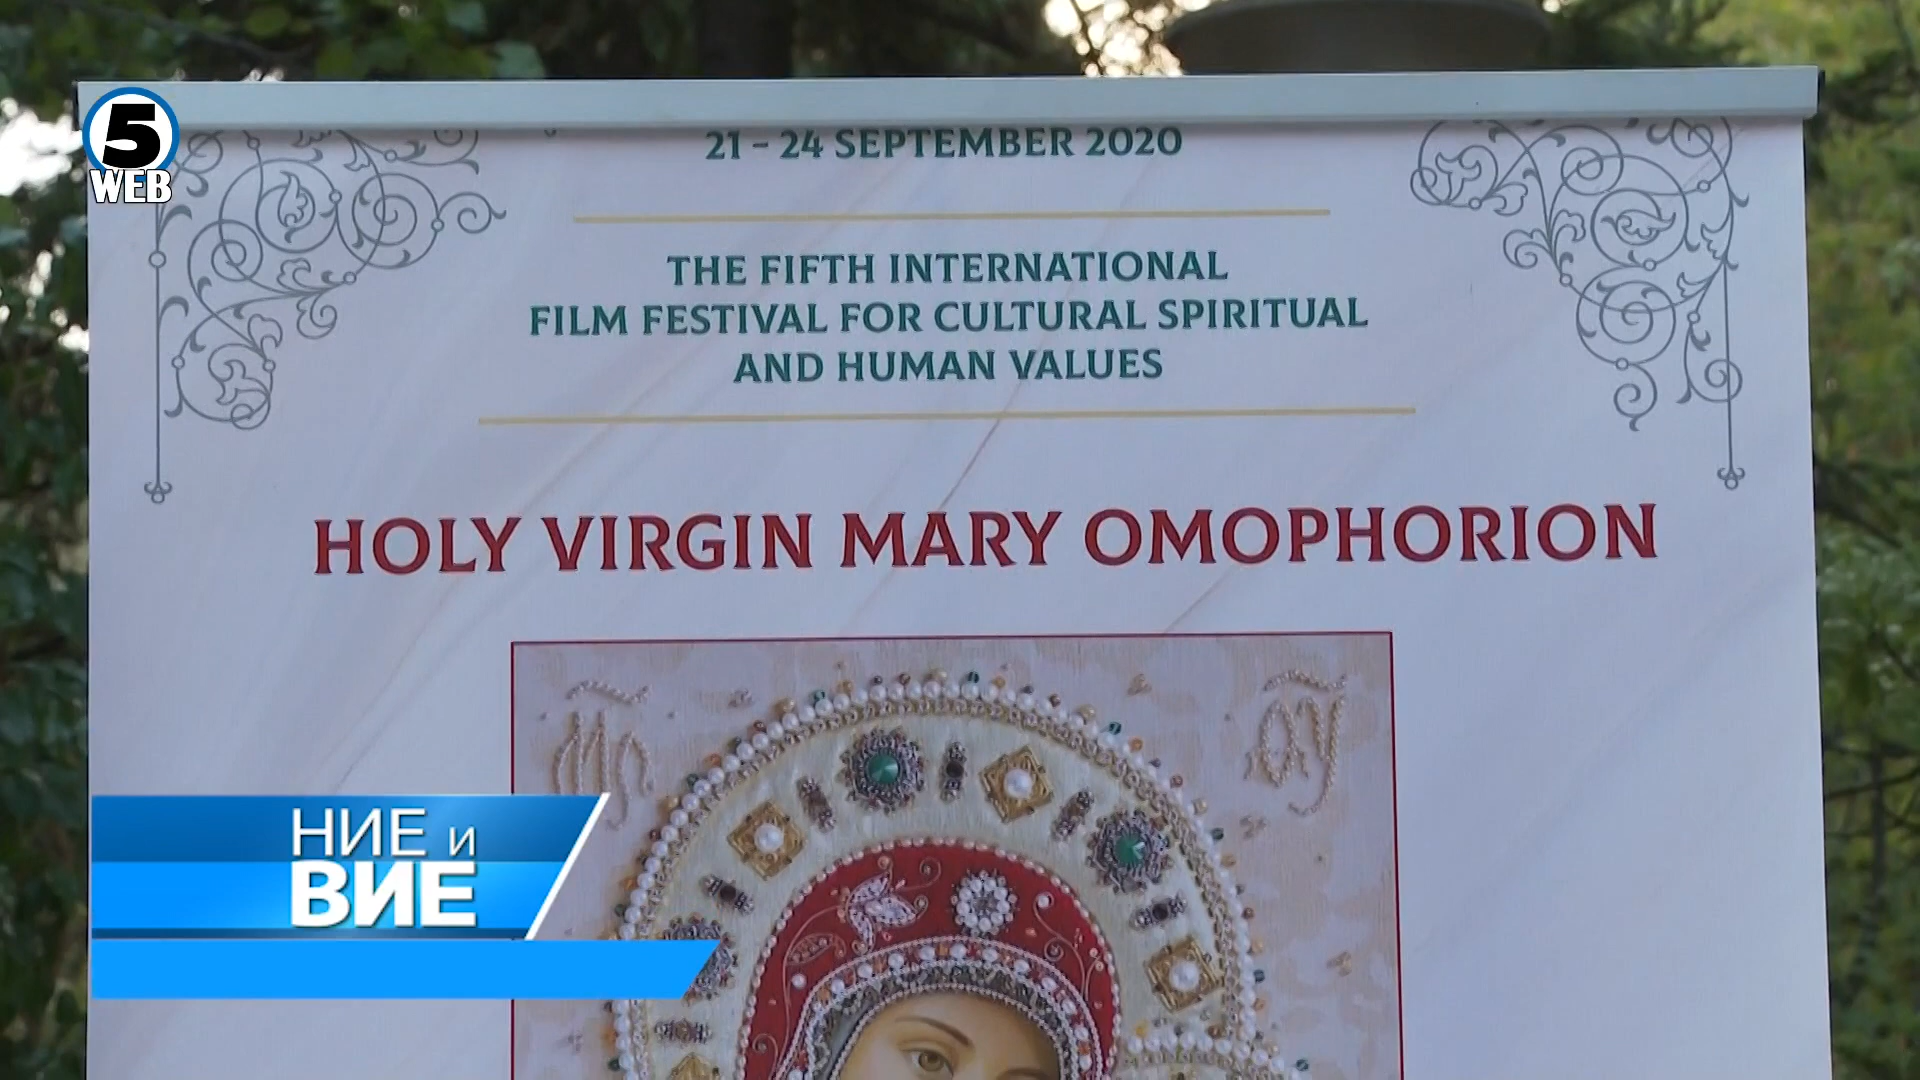 5
WEB
21 – 24 SEPTEMBER 2020
THE FIFTH INTERNATIONAL
FILM FESTIVAL FOR CULTURAL SPIRITUAL
AND HUMAN VALUES
HOLY VIRGIN MARY OMOPHORION
НИЕ и
ВИЕ